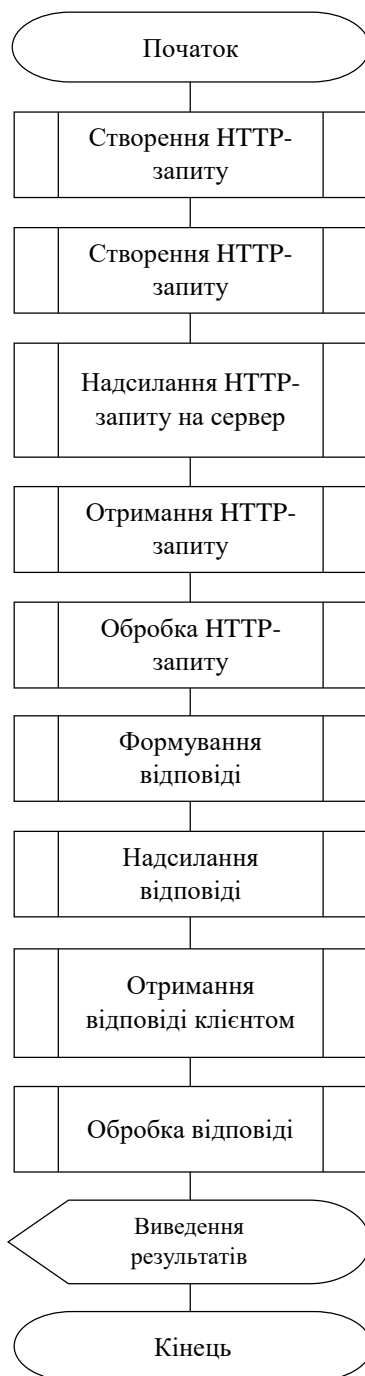 Початок
Створення HTTP-
запиту
Створення HTTP-
запиту
Надсилання HTTP-
запиту на сервер
Отримання HTTP-
запиту
Обробка HTTP-
запиту
Формування
відповіді
Надсилання
відповіді
Отримання
відповіді клієнтом
Обробка відповіді
Виведення
результатів
Кінець